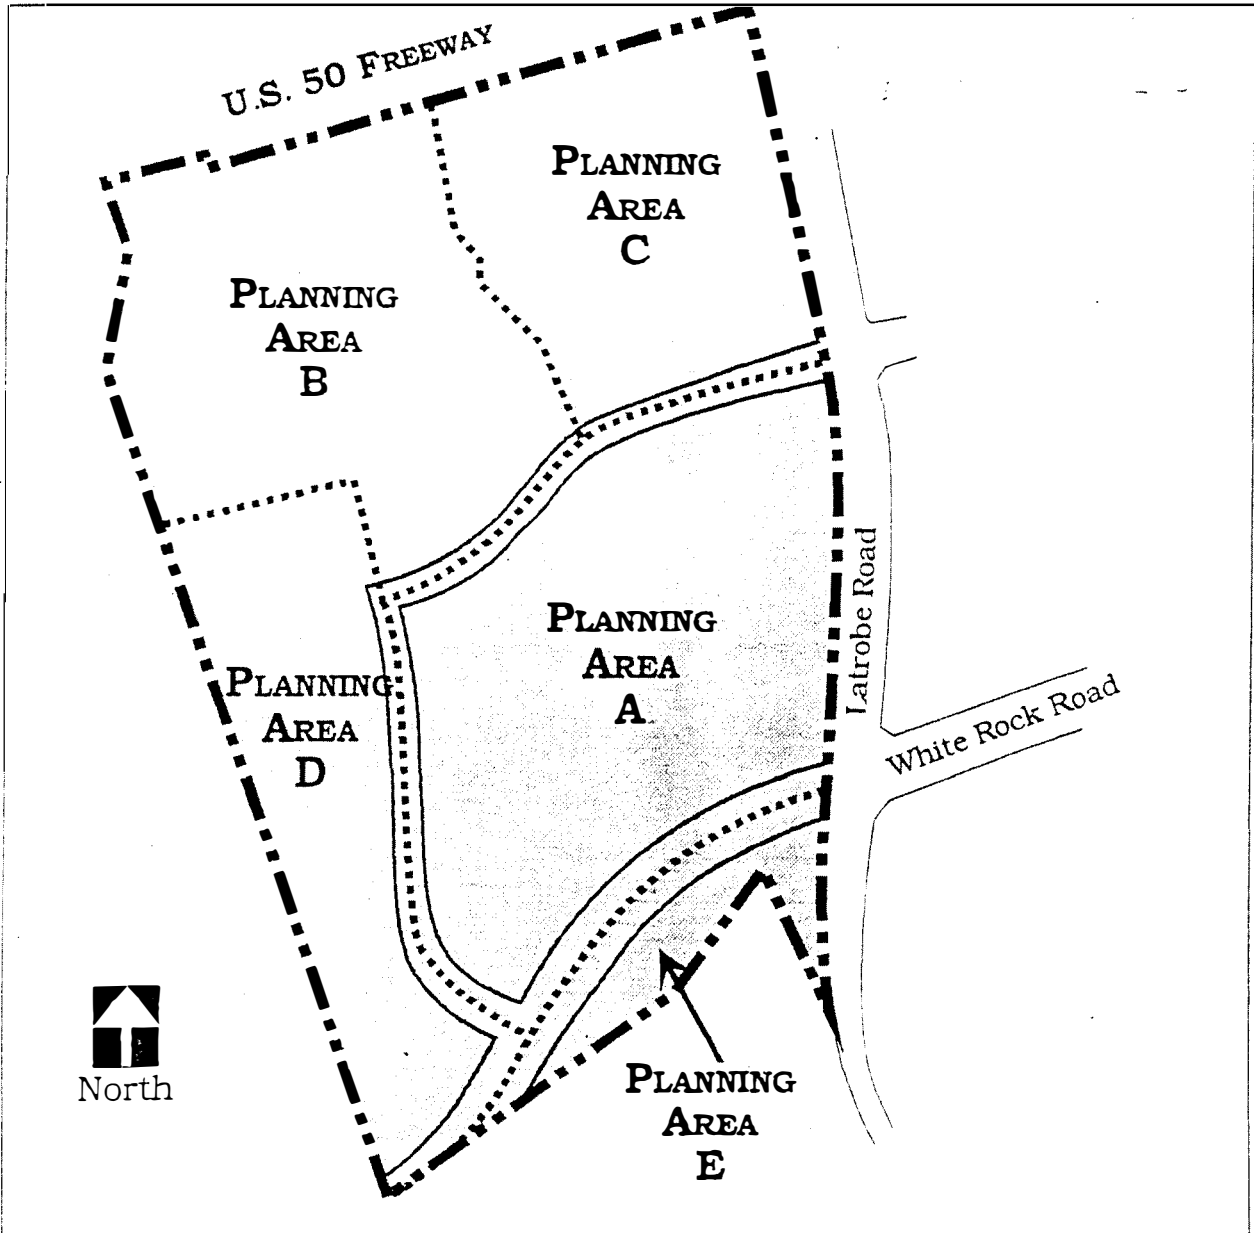 U.S. 50 FREEWAY
PLANNING
AREA
C
PLANNING
AREA
B
PLANNING
AREA
A
Latrobe Road
PLANNING
AREA
D
White Rock Road
PLANNING
AREA
E
North